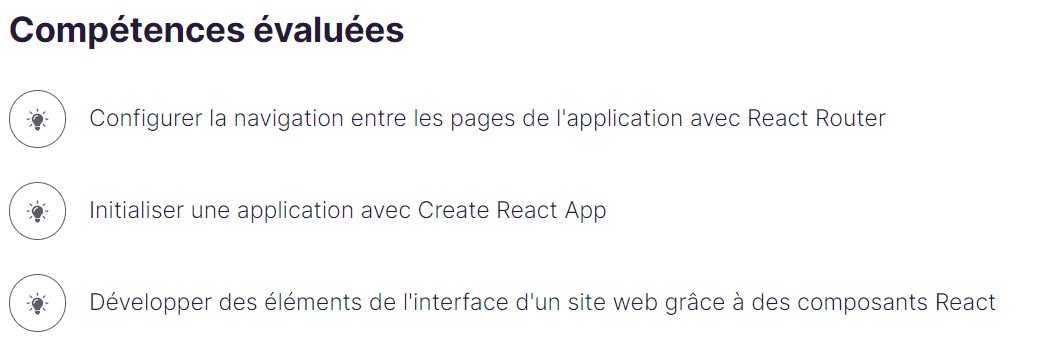 Compétences évaluées
Configurer la navigation entre les pages de l'application avec React Router
Initialiser une application avec Create React App
Développer des éléments de l'interface d'un site web grâce à des composants React